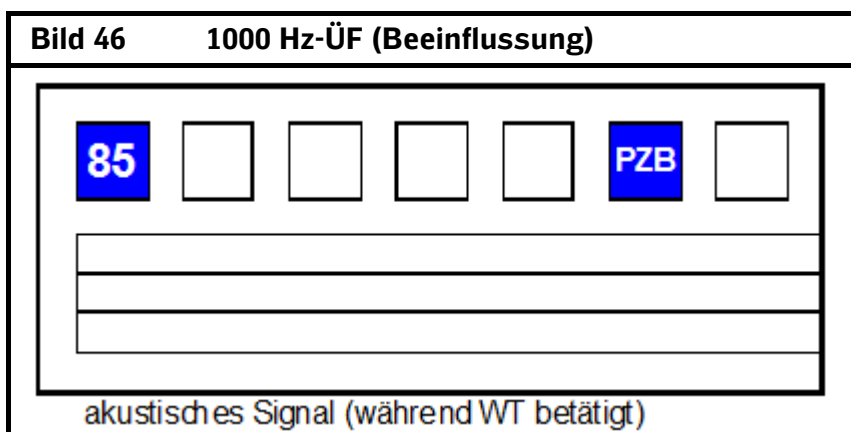 Bild 46 1000 Hz-ÜF (Beeinflussung)
85 PZB
akustisches Signal (während WT betätigt)